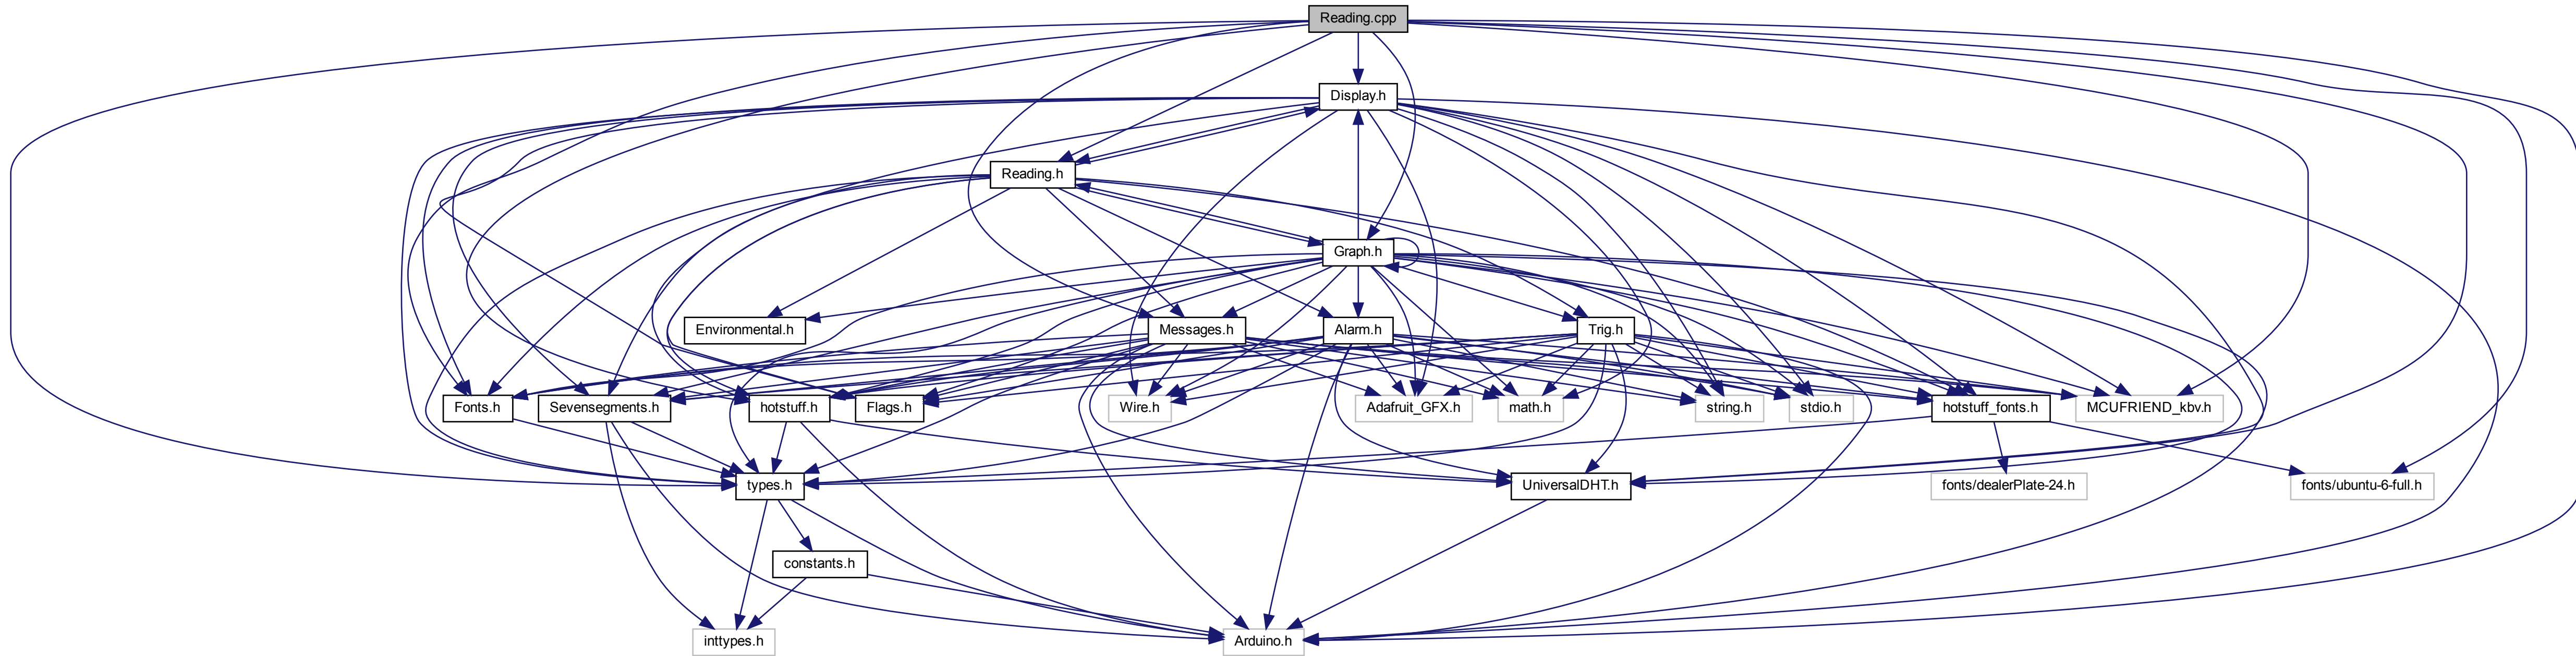 Reading.cpp
Display.h
Reading.h
Graph.h
Environmental.h
Messages.h
Alarm.h
Trig.h
Fonts.h
Sevensegments.h
hotstuff.h
Flags.h
Wire.h
Adafruit_GFX.h
math.h
string.h
stdio.h
hotstuff_fonts.h
MCUFRIEND_kbv.h
types.h
UniversalDHT.h
fonts/dealerPlate-24.h
fonts/ubuntu-6-full.h
constants.h
inttypes.h
Arduino.h